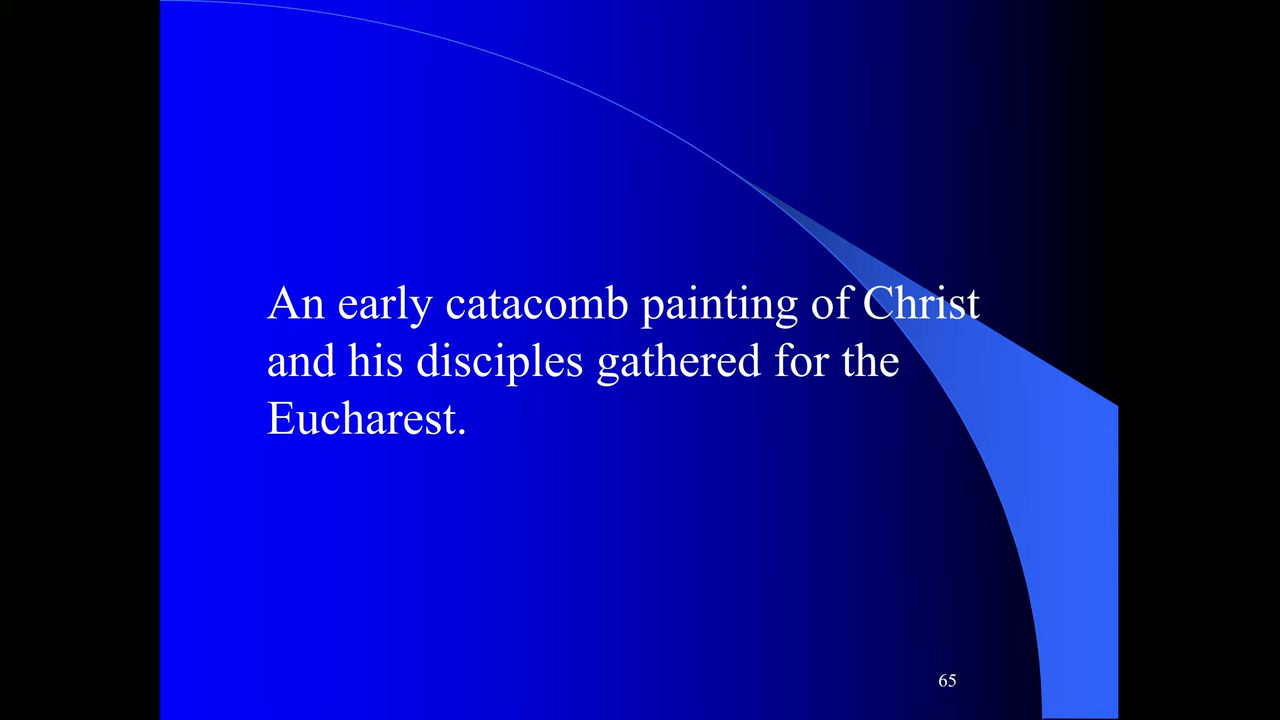 An early catacomb painting of Christ
and his disciples gathered for the
Eucharest.
65